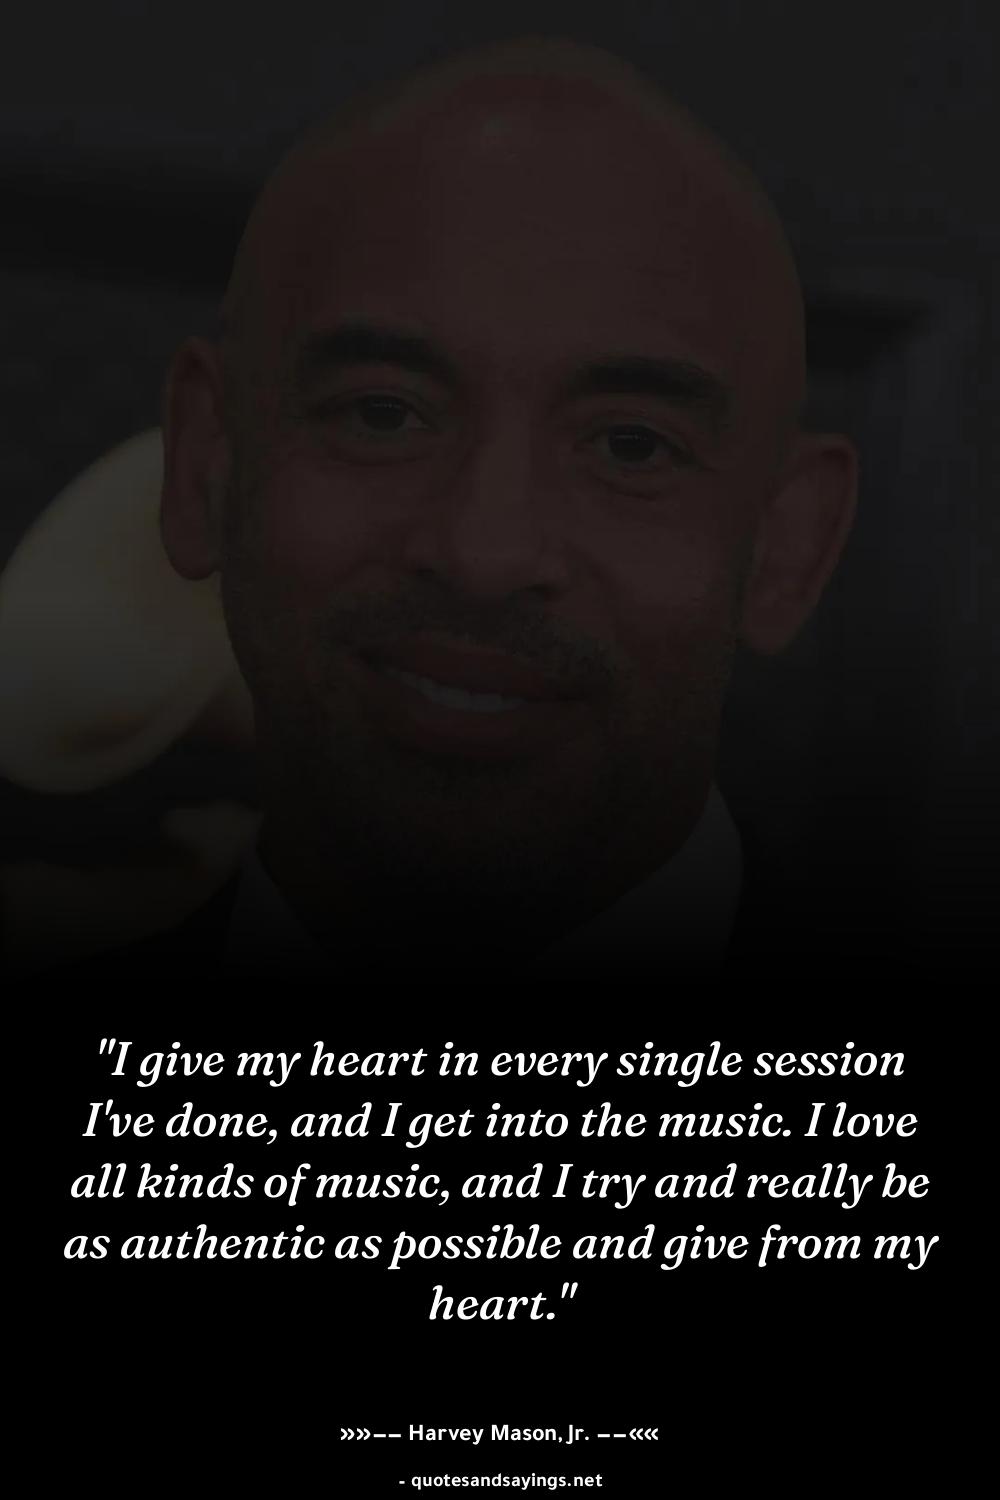 "I give my heart in every single session
I've done, and I get into the music. I love
all kinds of music, and I try and really be
as authentic as possible and give from my
heart."
»»−− Harvey Mason, Jr. −−««
- quotesandsayings.net